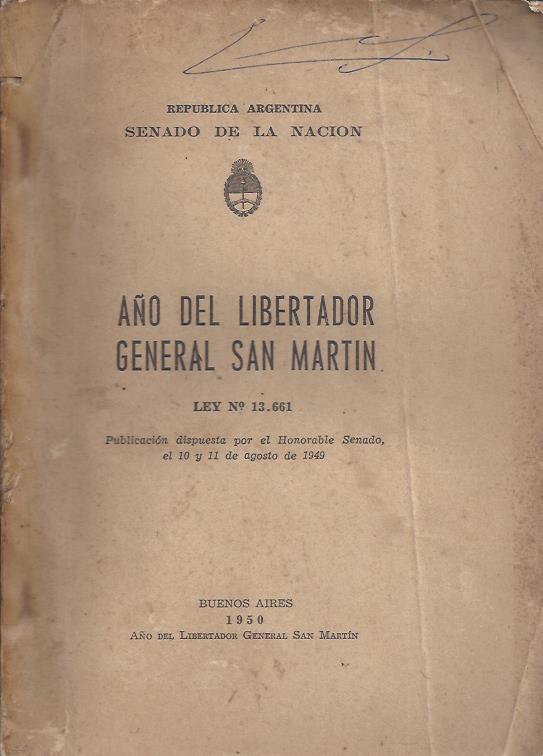 REPUBLICA ARGENTINA
SENADO DE LA NACION
AÑO DEL LIBERTADOR
GENERAL SAN MARTIN
LEY Nº 13.661
Publicación dispuesta por el Honorable Senado,
el 10 y 11 de agosto de 1949
BUENOS AIRES
1950
AÑO DEL LIBERTADOR GENERAL SAN MARTÍN